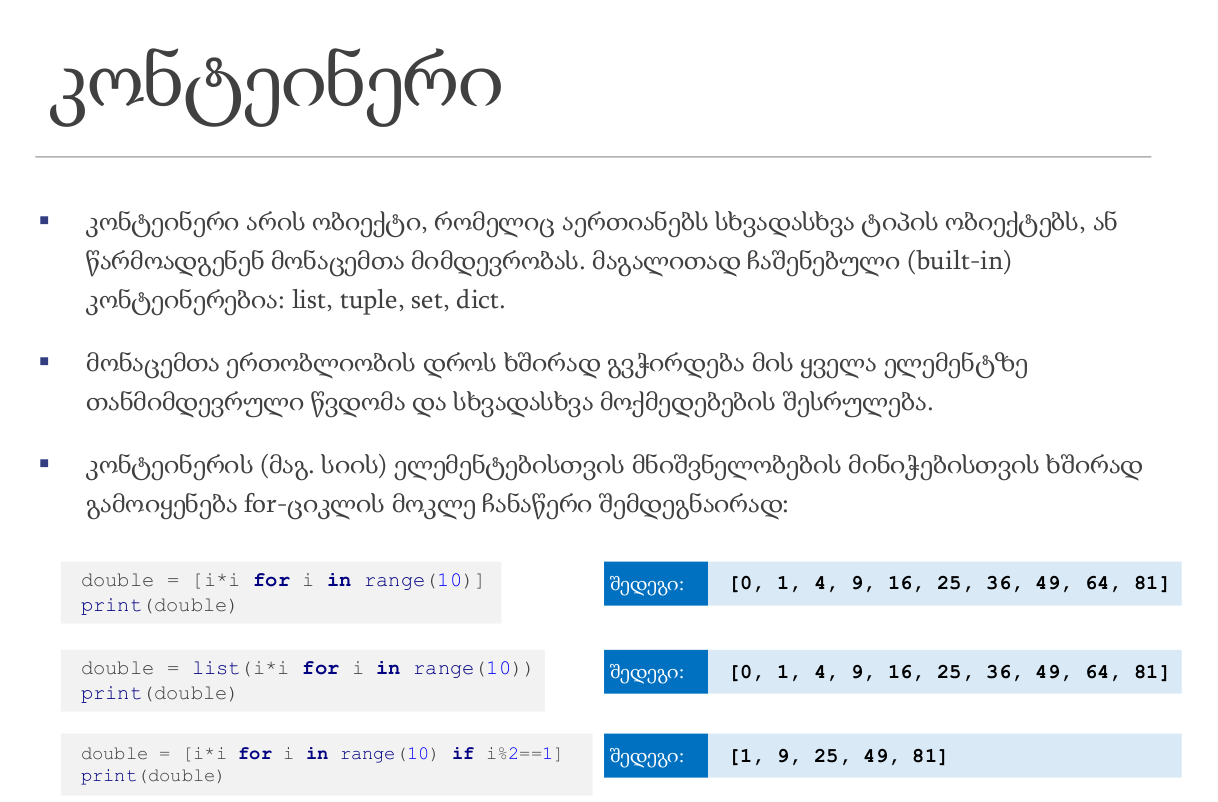 კონტეინერი
▪ კონტეინერი არის ობიექტი, რომელიც აერთიანებს სხვადასხვა ტიპის ობიექტებს, ან
წარმოადგენენ მონაცემთა მიმდევრობას. მაგალითად ჩაშენებული (built-in)
კონტეინერებია: list, tuple, set, dict.
▪ მონაცემთა ერთობლიობის დროს ხშირად გვჭირდება მის ყველა ელემენტზე
თანმიმდევრული წვდომა და სხვადასხვა მოქმედებების შესრულება.
▪ კონტეინერის (მაგ. სიის) ელემენტებისთვის მნიშვნელობების მინიჭებისთვის ხშირად
გამოიყენება for-ციკლის მოკლე ჩანაწერი შემდეგნაირად:
double = [i*i for i in range(10)]
print(double)
შედეგი: [0, 1, 4, 9, 16, 25, 36, 49, 64, 81]
double = list(i*i for i in range(10))
print(double)
შედეგი: [0, 1, 4, 9, 16, 25, 36, 49, 64, 81]
double = [i*i for i in range(10) if i%2==1]
print(double)
შედეგი: [1, 9, 25, 49, 81]